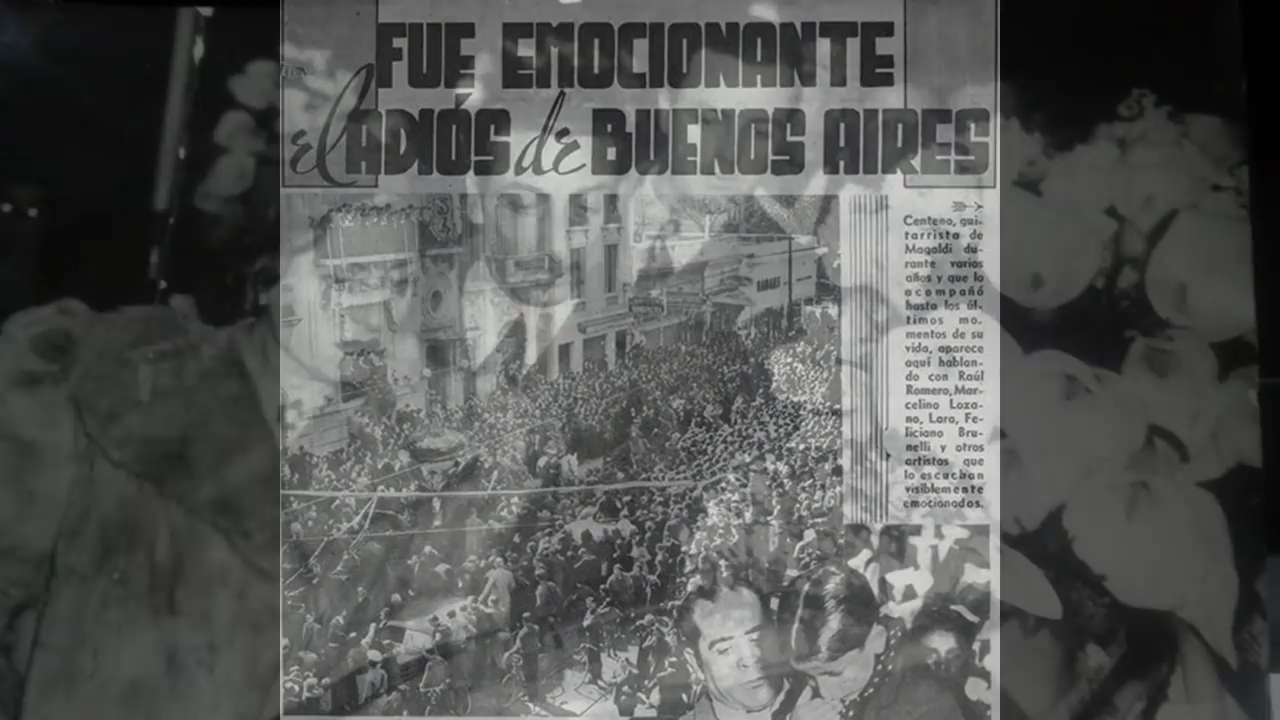 FUE EMOCIONANTE
el ADIÓS de BUENOS AIRES
Centeno, gui-
tarrista de
Magaldi du-
rante varios
años y que lo
acompañó
hasta los úl-
timos mo-
mentos de su
vida, aparece
aquí hablan-
do con Raúl
Romero, Mar-
celino Loza-
no, Lara, Fe-
liciano Bru-
nelli y otros
artistas que
lo escuchan
visiblemente
emocionados.